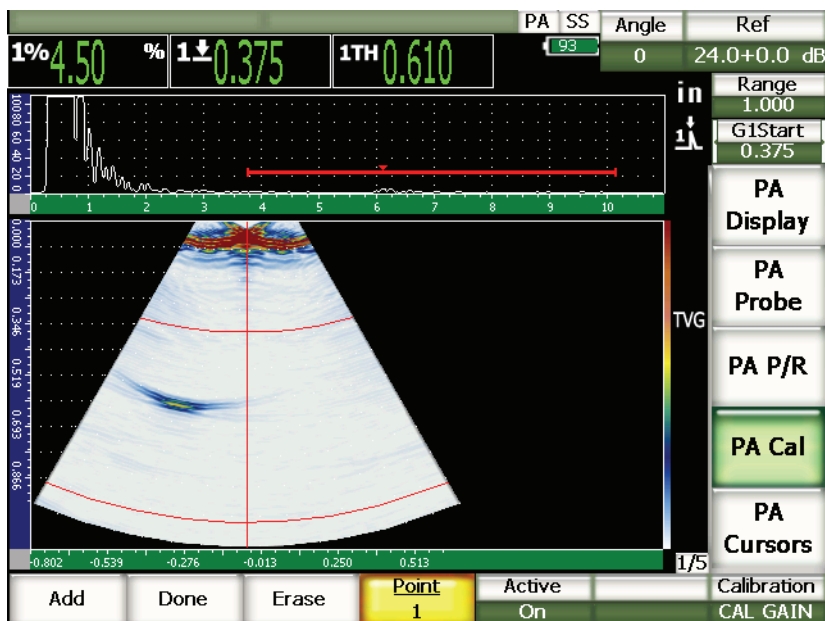 PA SS Angle Ref
93 0 24.0+0.0 dB
1% 4.50 % 1 0.375 1TH 0.610
in
Range
1.000
1
G1Start
0.375
100 80 60 40 20 0
0 1 2 3 4 5 6 7 8 9 10
PA
Display
PA
Probe
TVG
PA P/R
PA Cal
PA
Cursors
0.000 0.173 0.346 0.519 0.693 0.866
-0.802 -0.539 -0.276 -0.013 0.250 0.513
1/5
Add Done Erase Point Active Calibration
1 On CAL GAIN